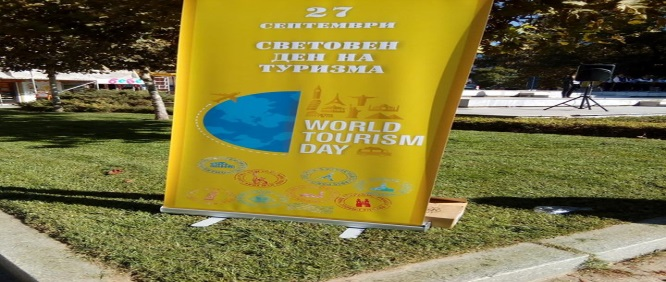 27
СЕПТЕМВРИ
СВЕТОВЕН
ДЕН НА
ТУРИЗМА
WORLD
TOURISM
DAY